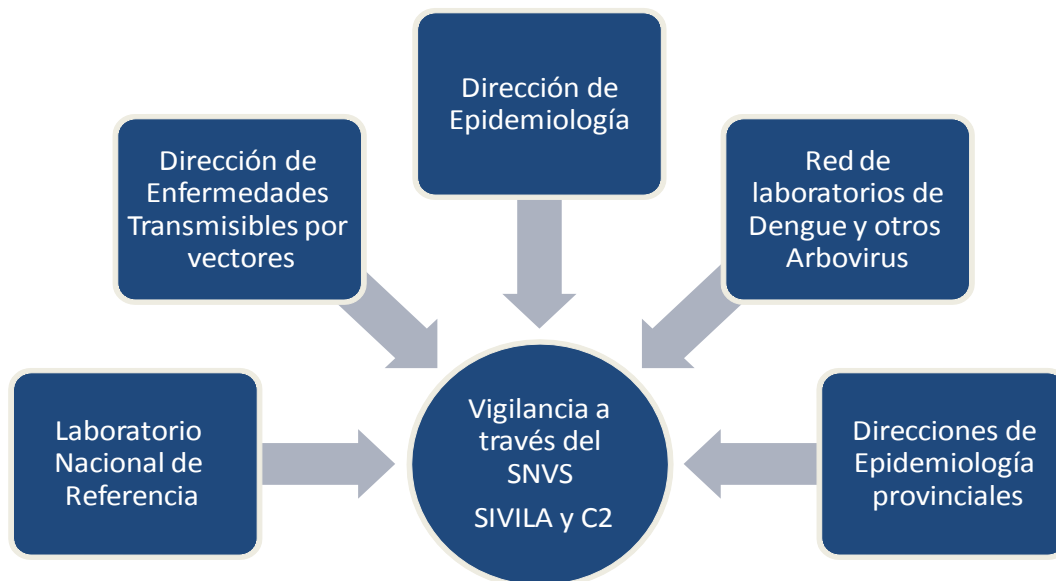 Dirección de
Epidemiología
Dirección de
Enfermedades
Transmisibles por
vectores
Red de
laboratorios de
Dengue y otros
Arbovirus
Laboratorio
Nacional de
Referencia
Vigilancia a
través del
SNVS
SIVILA y C2
Direcciones de
Epidemiología
provinciales